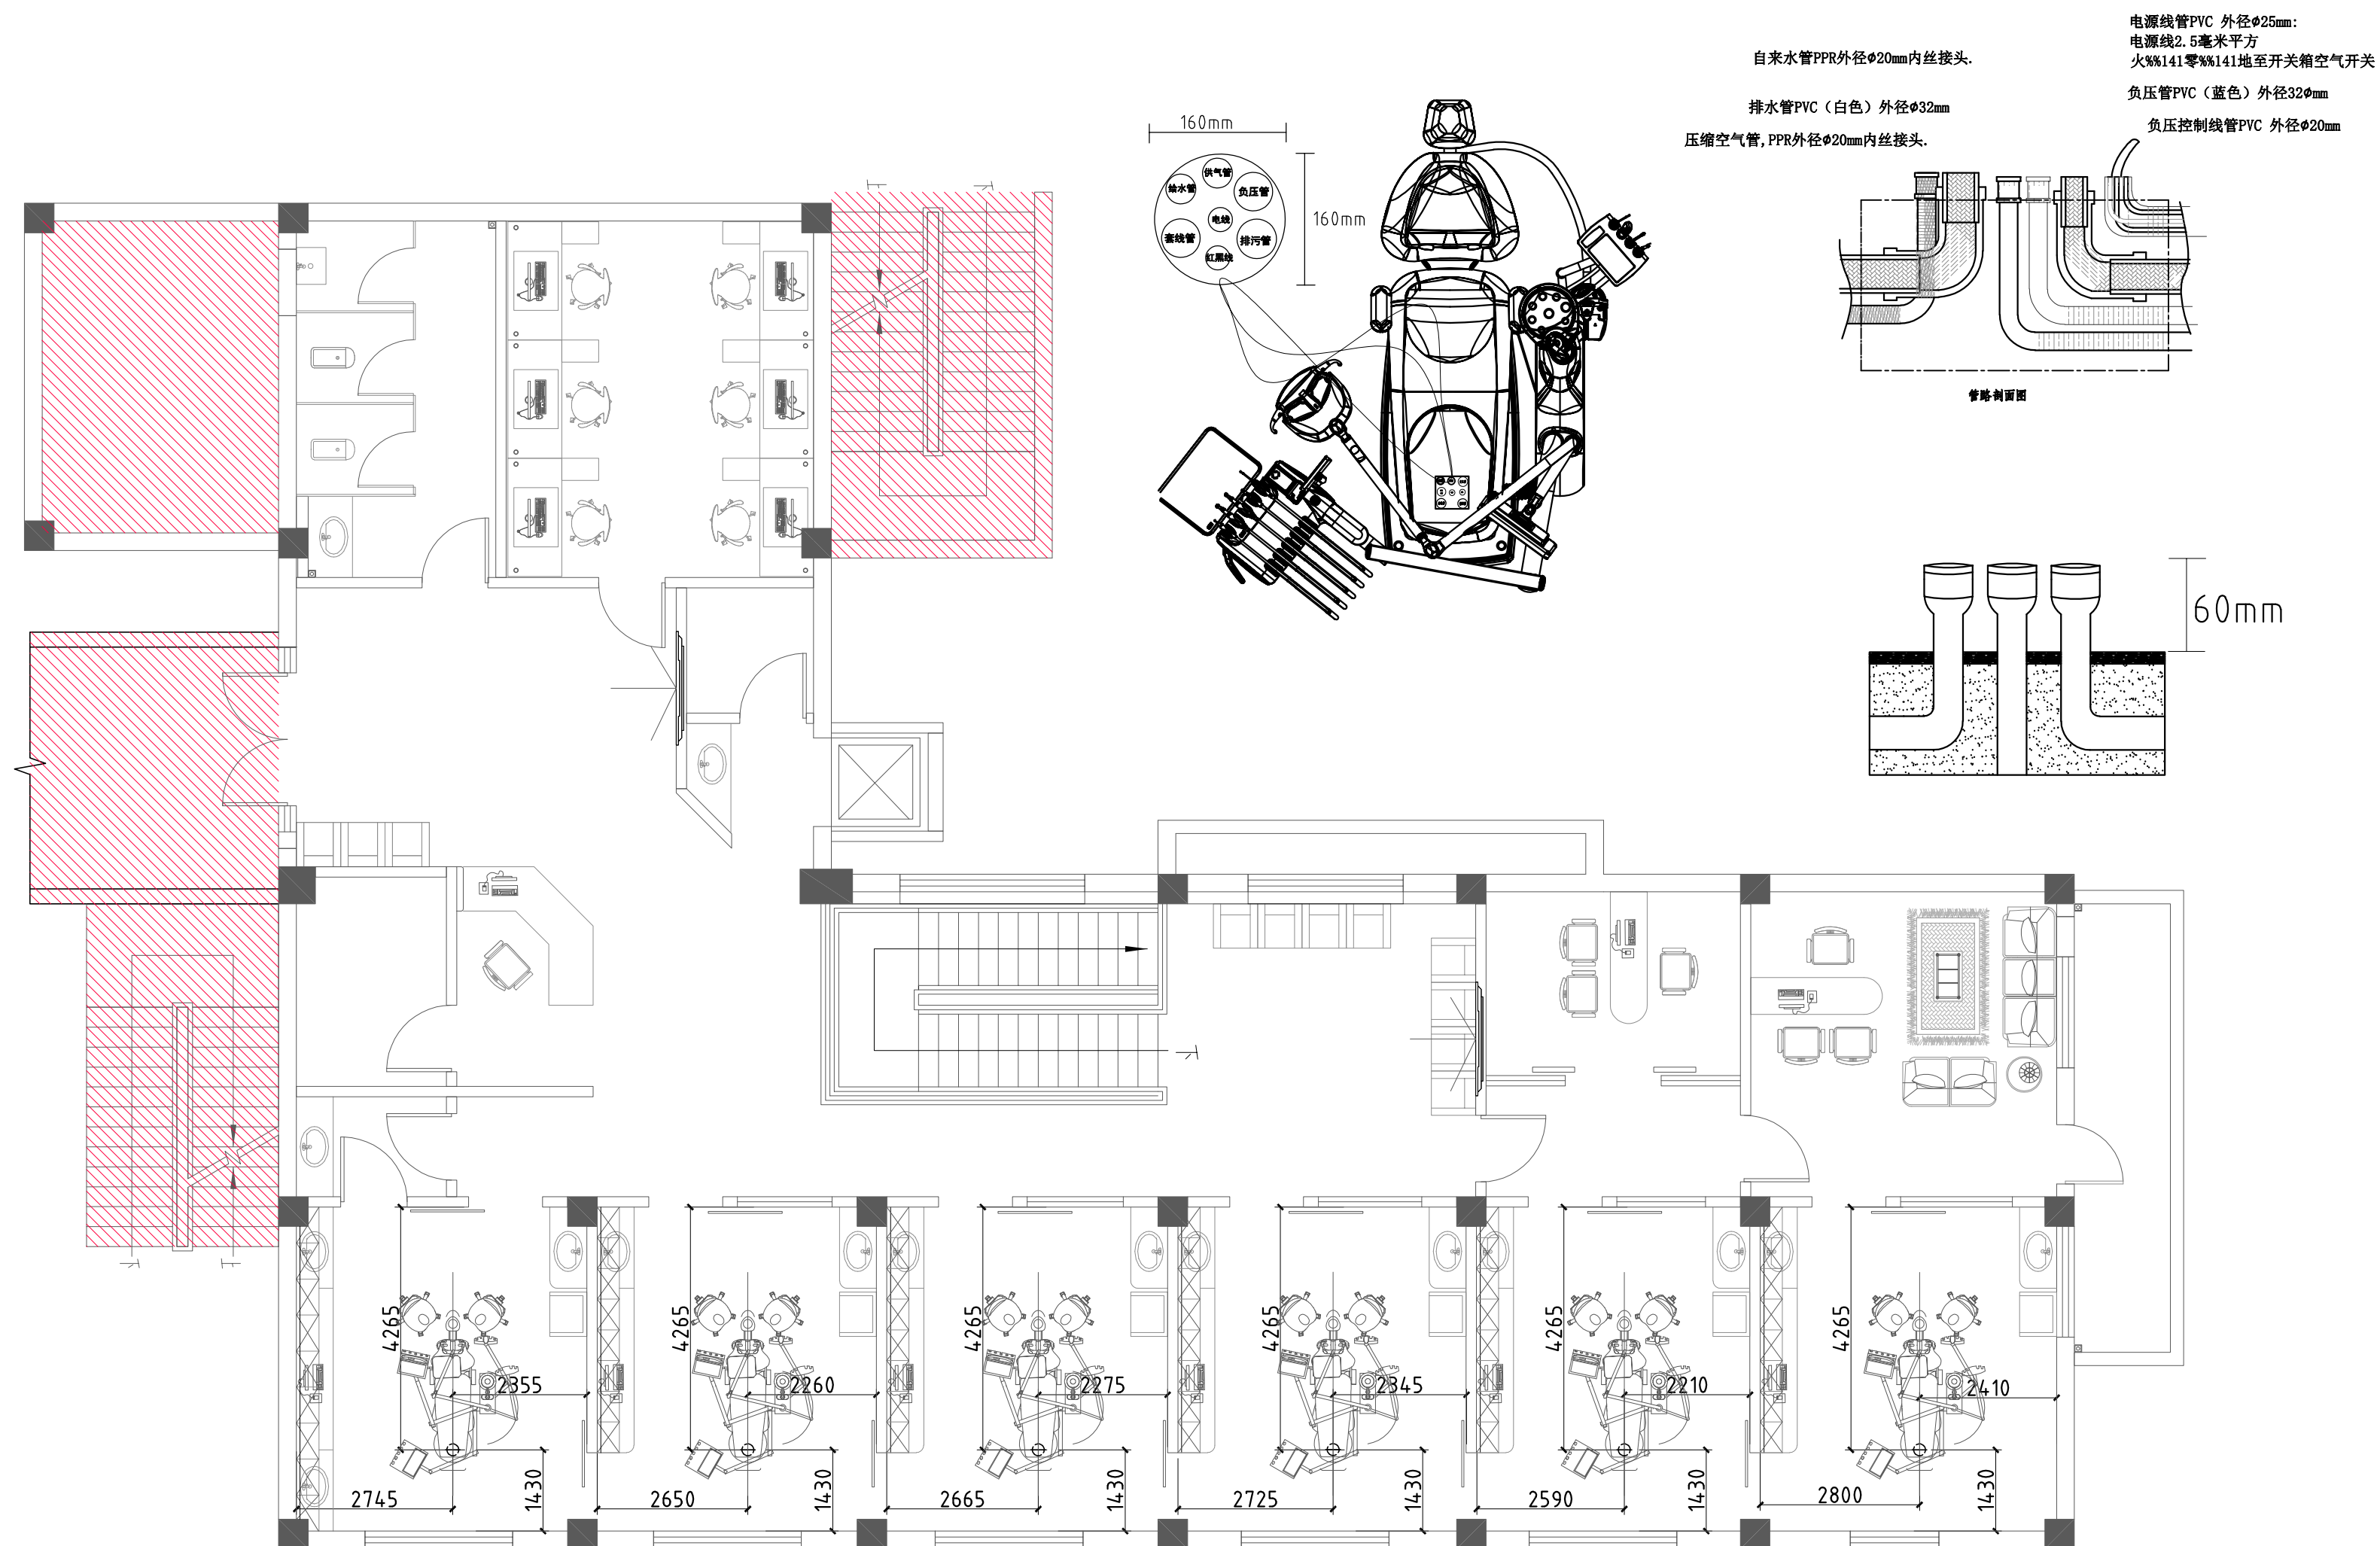 电源线管PVC 外径ø25mm:
电源线2.5毫米平方
火%%141零%%141地至开关箱空气开关
自来水管PPR外径ø20mm内丝接头.
负压管PVC（蓝色）外径32ømm
排水管PVC（白色）外径ø32mm
负压控制线管PVC 外径ø20mm
压缩空气管,PPR外径ø20mm内丝接头.
160mm
供气管
给水管
负压管
电线
160mm
套线管
排污管
红黑线
管路剖面图
60mm
4265
4265
4265
4265
4265
4265
2355
2260
2275
2345
2210
2410
1430
1430
1430
1430
1430
1430
2745
2650
2665
2725
2590
2800